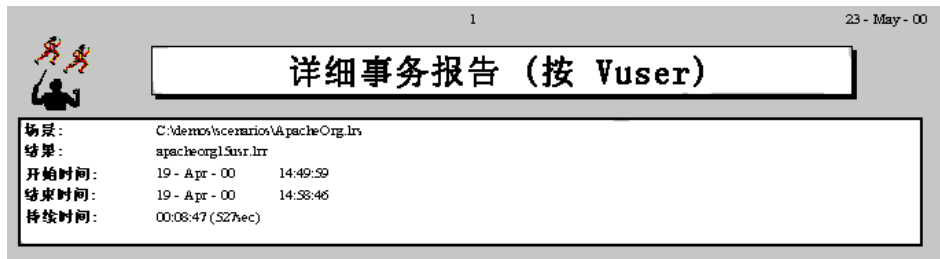 1 23 - May - 00
详细事务报告 (按 Vuser)
场景: C:\demos\scenarios\ApacheOrg.lrs
结果: apacheorg15usr.lrr
开始时间: 19 - Apr - 00 14:49:59
结束时间: 19 - Apr - 00 14:58:46
持续时间: 00:08:47 (527sec)